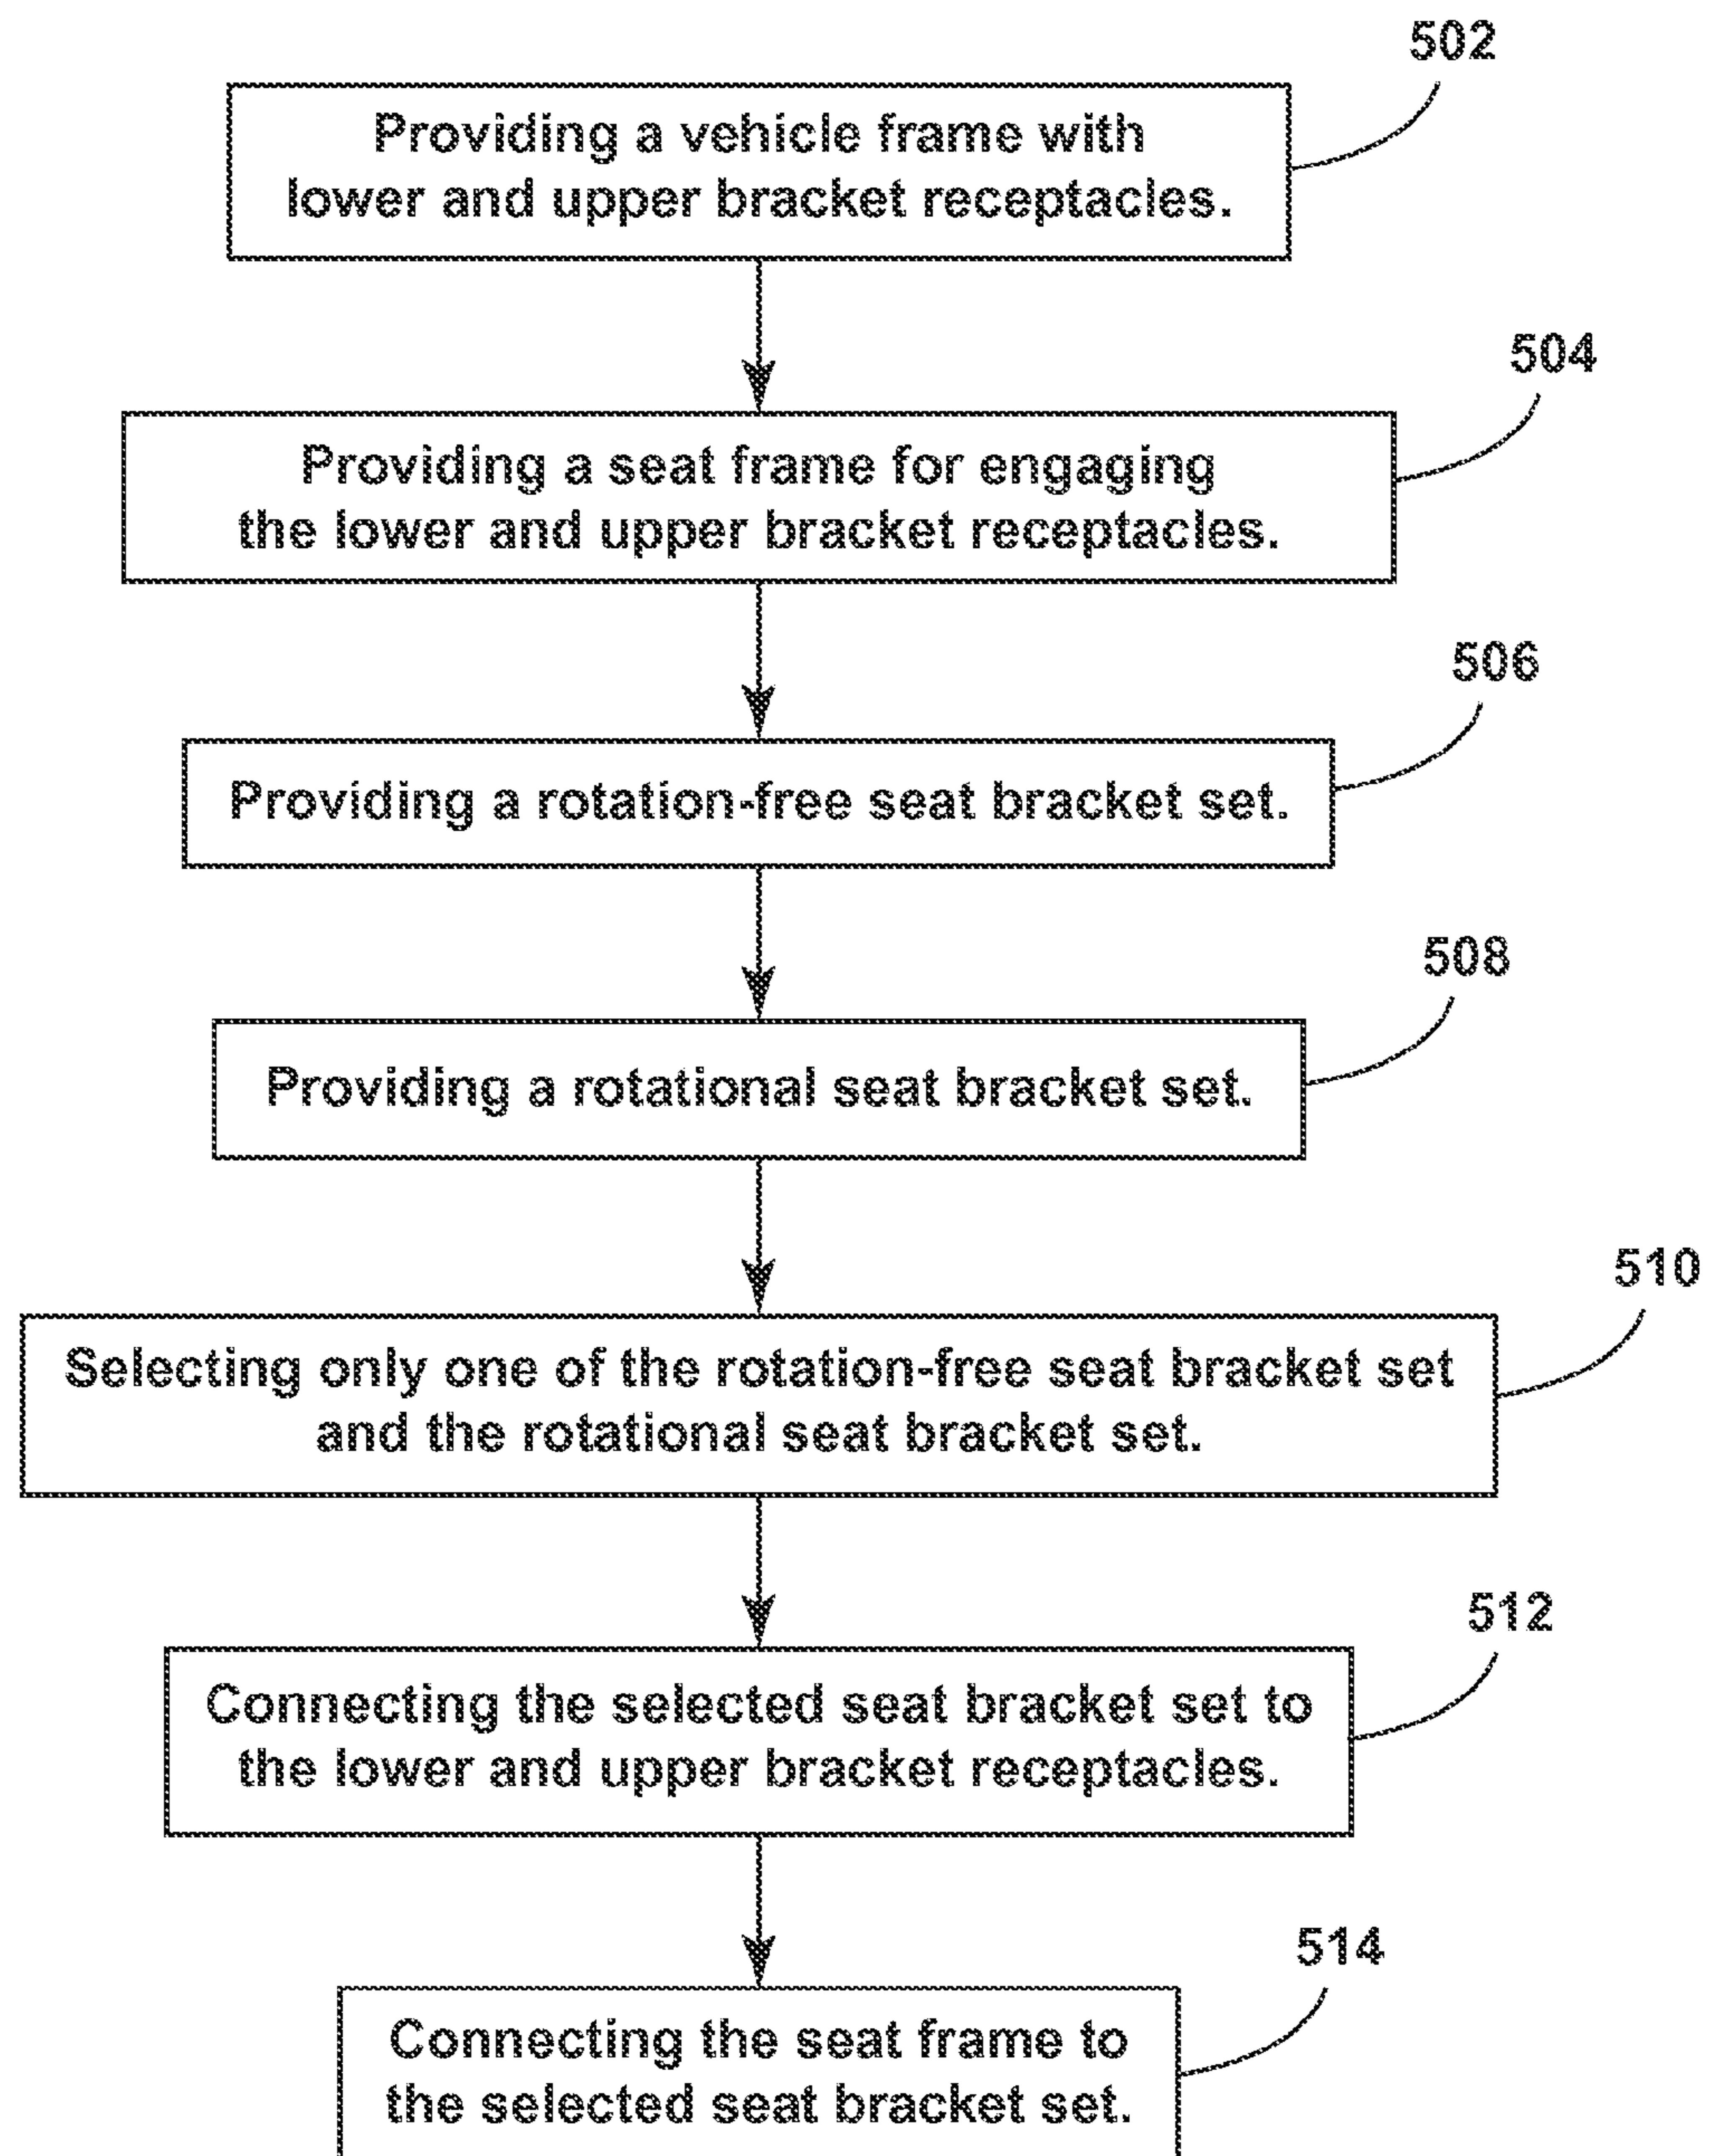 502
Providing a vehicle frame with
lower and upper bracket receptacles.
504
Providing a seat frame for engaging
the lower and upper bracket receptacles.
506
Providing a rotation-free seat bracket set.
508
Providing a rotational seat bracket set.
510
Selecting only one of the rotation-free seat bracket set
and the rotational seat bracket set.
512
Connecting the selected seat bracket set to
the lower and upper bracket receptacles.
514
Connecting the seat frame to
the selected seat bracket set.